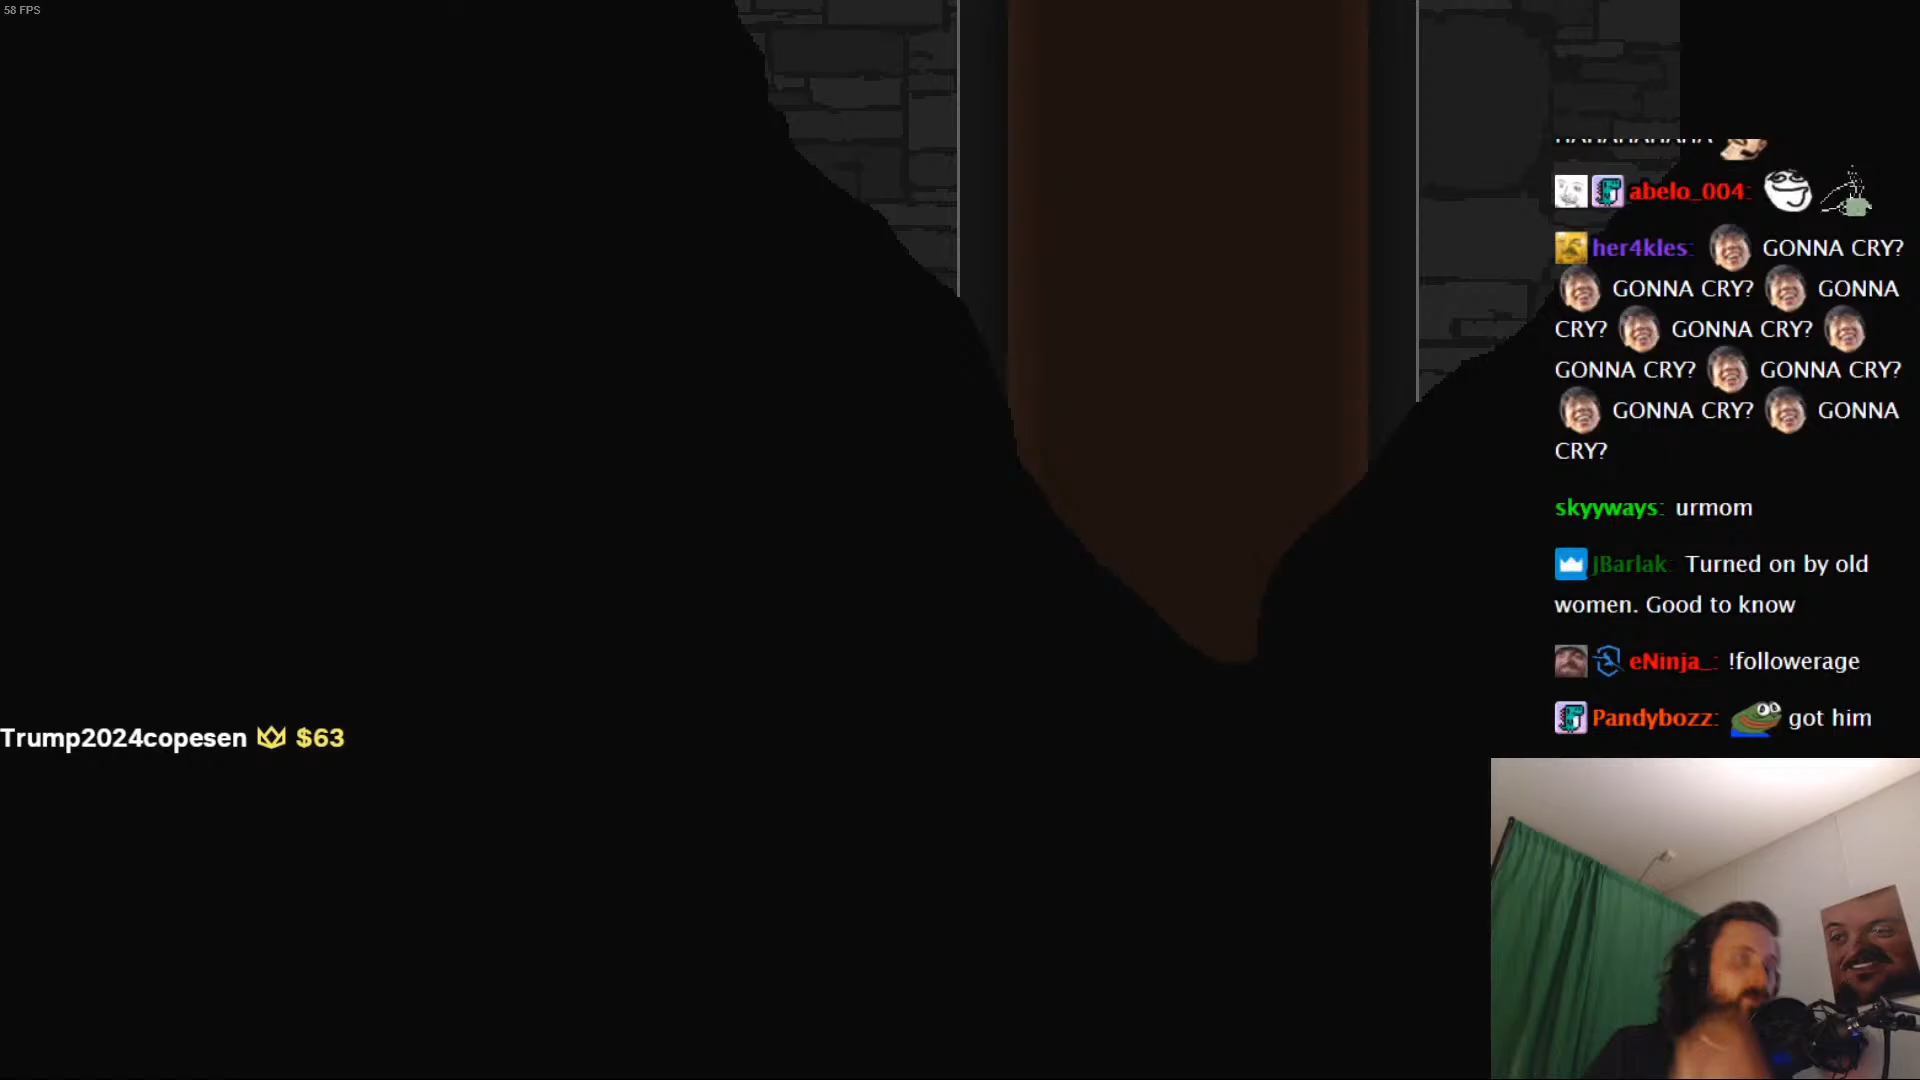 58 FPS
abelo_004:
her4kles: GONNA CRY?
GONNA CRY? GONNA
CRY? GONNA CRY?
GONNA CRY? GONNA CRY?
GONNA CRY? GONNA
CRY?
skyyways: urmom
JBarlak: Turned on by old
women. Good to know
eNinja_: !followerage
Pandybozz: got him
Trump2024copesen $63